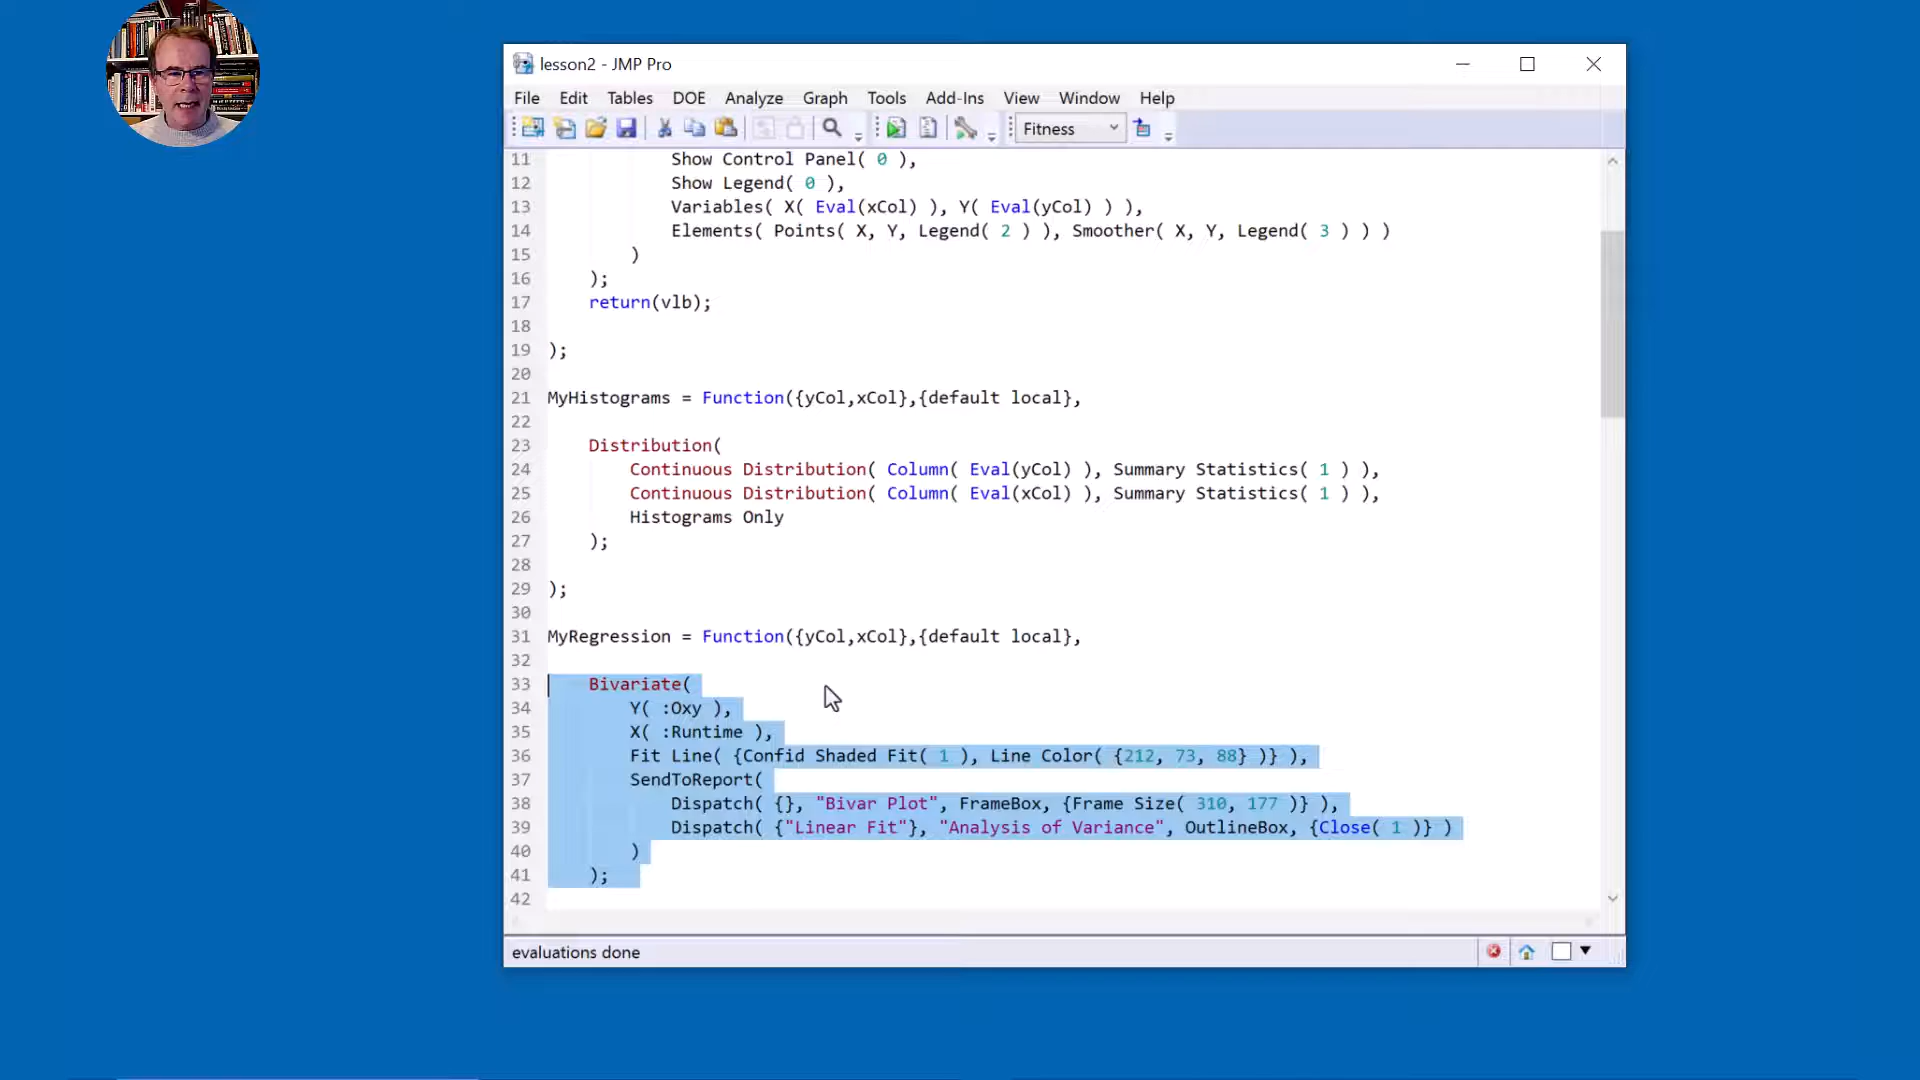 lesson2 - JMP Pro
File Edit Tables DOE Analyze Graph Tools Add-Ins View Window Help
Fitness
11 Show Control Panel( 0 ),
12 Show Legend( 0 ),
13 Variables( X( Eval(xCol) ), Y( Eval(yCol) ) ),
14 Elements( Points( X, Y, Legend( 2 ) ), Smoother( X, Y, Legend( 3 ) ) )
15 )
16 );
17 return(vlb);
18
19 );
20
21 MyHistograms = Function({yCol,xCol},{default local},
22
23 Distribution(
24 Continuous Distribution( Column( Eval(yCol) ), Summary Statistics( 1 ) ),
25 Continuous Distribution( Column( Eval(xCol) ), Summary Statistics( 1 ) ),
26 Histograms Only
27 );
28
29 );
30
31 MyRegression = Function({yCol,xCol},{default local},
32
33 Bivariate(
34 Y( :Oxy ),
35 X( :Runtime ),
36 Fit Line( {Confid Shaded Fit( 1 ), Line Color( {212, 73, 88} )} ),
37 SendToReport(
38 Dispatch( {}, "Bivar Plot", FrameBox, {Frame Size( 310, 177 )} ),
39 Dispatch( {"Linear Fit"}, "Analysis of Variance", OutlineBox, {Close( 1 )} )
40 )
41 );
42
evaluations done